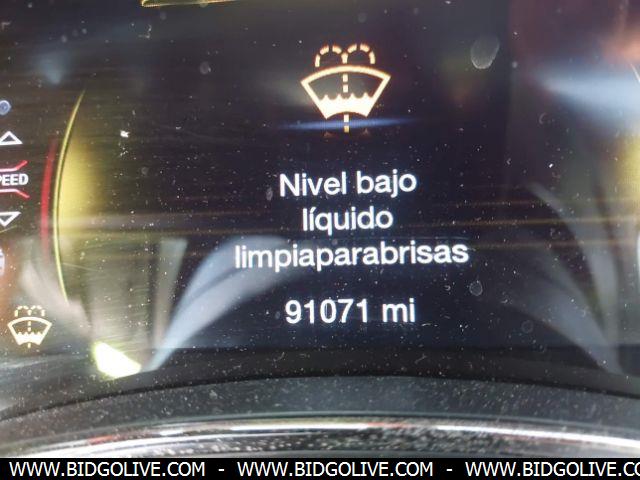 Nivel bajo
líquido
limpiaparabrisas
PEED
91071 mi
WWW.BIDGOLIVE.COM - WWW.BIDGOLIVE.COM - WWW.BIDGOLIVE.COM